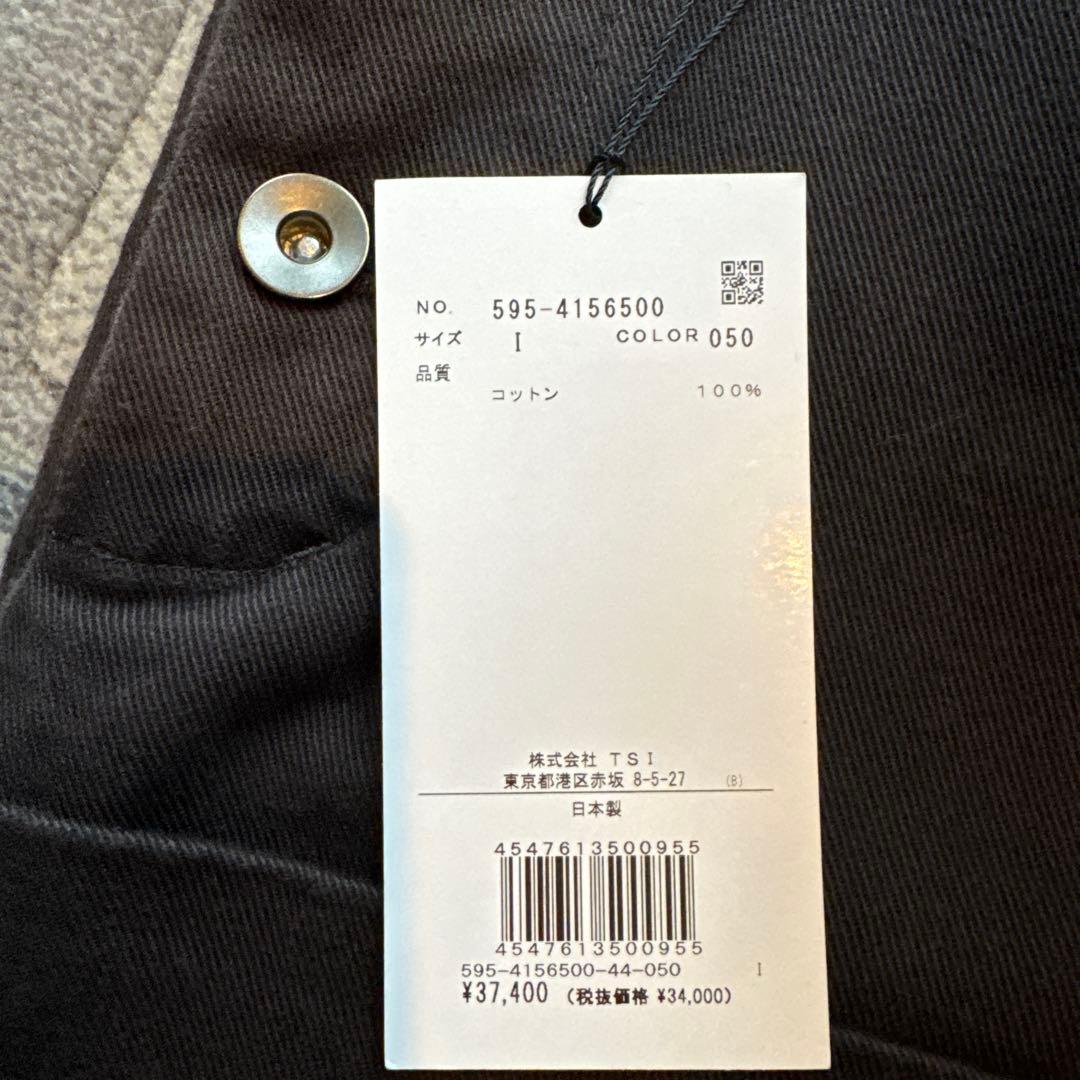 NO. 595-4156500
サイズ I COLOR 050
品質
コットン 100%
株式会社 TSI
東京都港区赤坂 8-5-27 (B)
日本製
4547613500955
4547613500955
595-4156500-44-050 I
¥37,400 (税抜価格 ¥34,000)